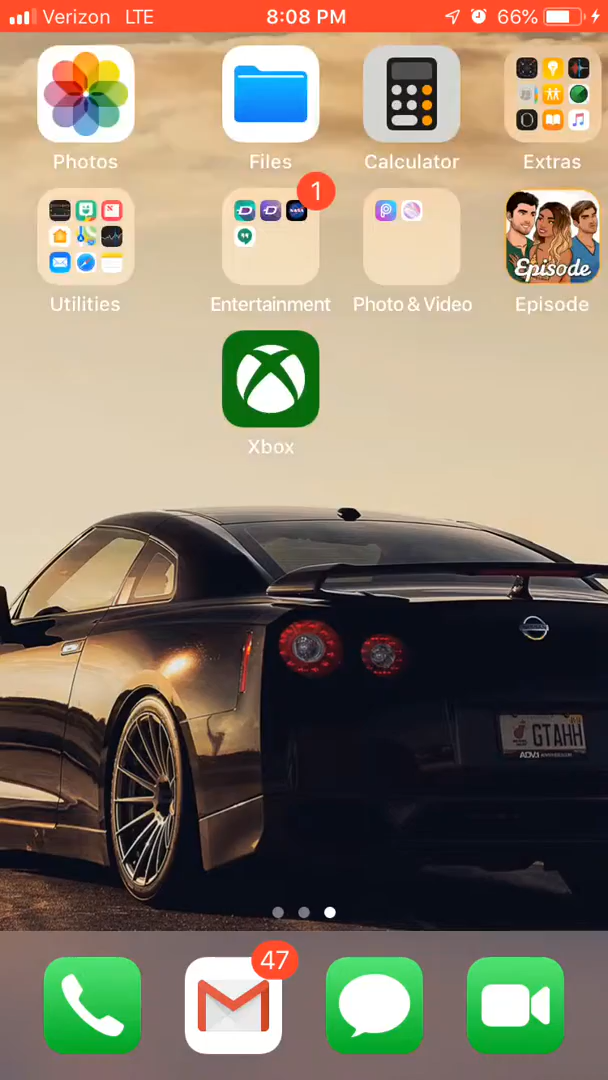 Verizon LTE 8:08 PM 66%
Photos Files Calculator Extras
1
Episode
Utilities Entertainment Photo & Video Episode
Xbox
GTAHH
47